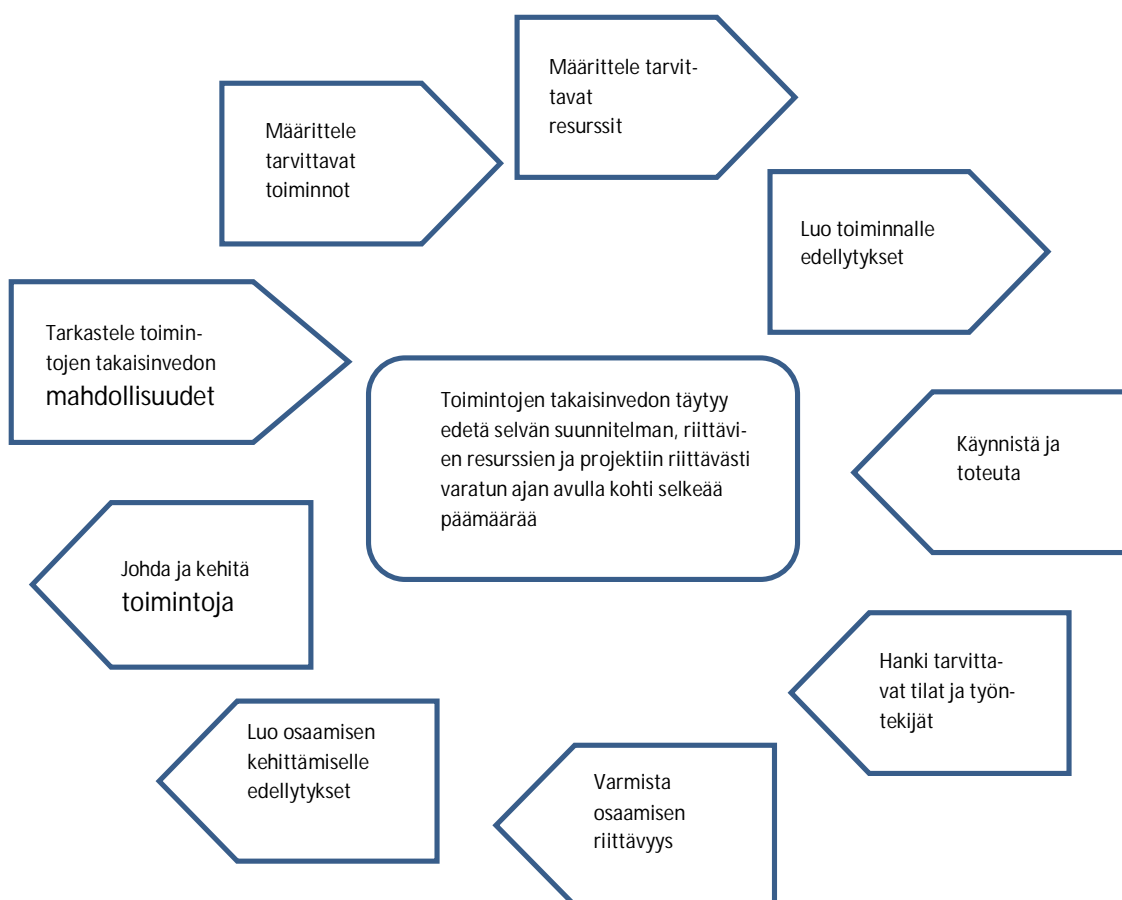 Määrittele tarvit-
tavat
resurssit
Määrittele
tarvittavat
toiminnot
Luo toiminnalle
edellytykset
Tarkastele toimin-
tojen takaisinvedon
mahdollisuudet
Toimintojen takaisinvedon täytyy
edetä selvän suunnitelman, riittävi-
en resurssien ja projektiin riittävästi
varatun ajan avulla kohti selkeää
päämäärää
Käynnistä ja
toteuta
Johda ja kehitä
toimintoja
Hanki tarvitta-
vat tilat ja työn-
tekijät
Luo osaamisen
kehittämiselle
edellytykset
Varmista
osaamisen
riittävyys